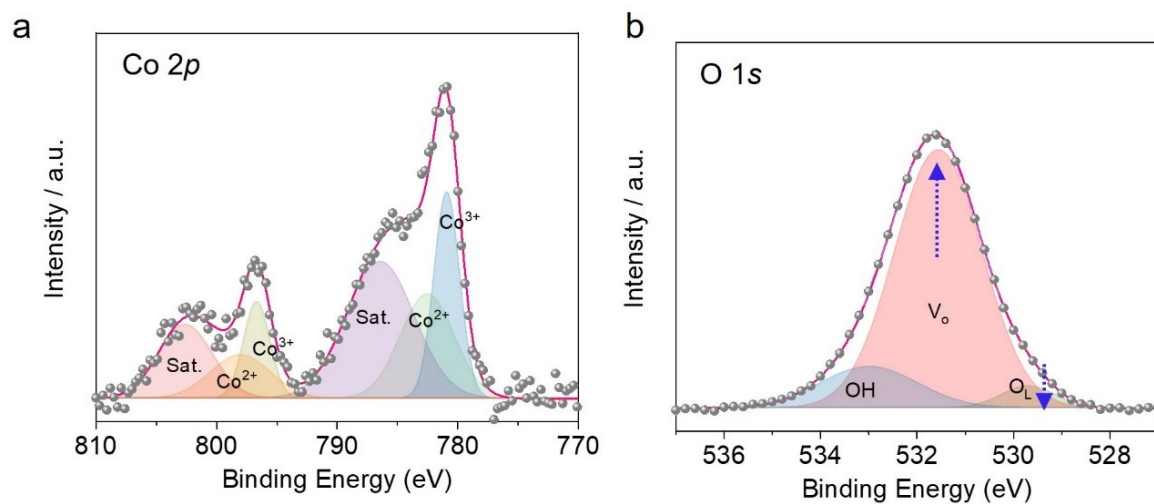 a
Co 2p
Intensity / a.u.
Sat.
Co²⁺
Co³⁺
Sat.
Co²⁺
Co³⁺
810 800 790 780 770
Binding Energy (eV)
b
O 1s
Intensity / a.u.
OH
Vₒ
O_L
536 534 532 530 528
Binding Energy (eV)